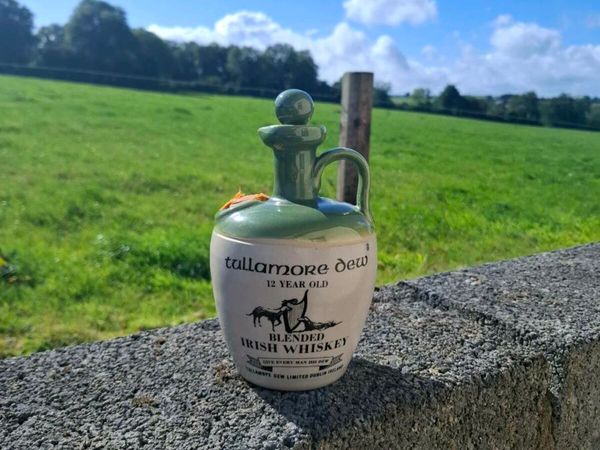 tullamore dew
12 YEAR OLD
BLENDED
IRISH WHISKEY
GIVE EVERY MAN HIS DEW
TULLAMORE DEW LIMITED DUBLIN IRELAND